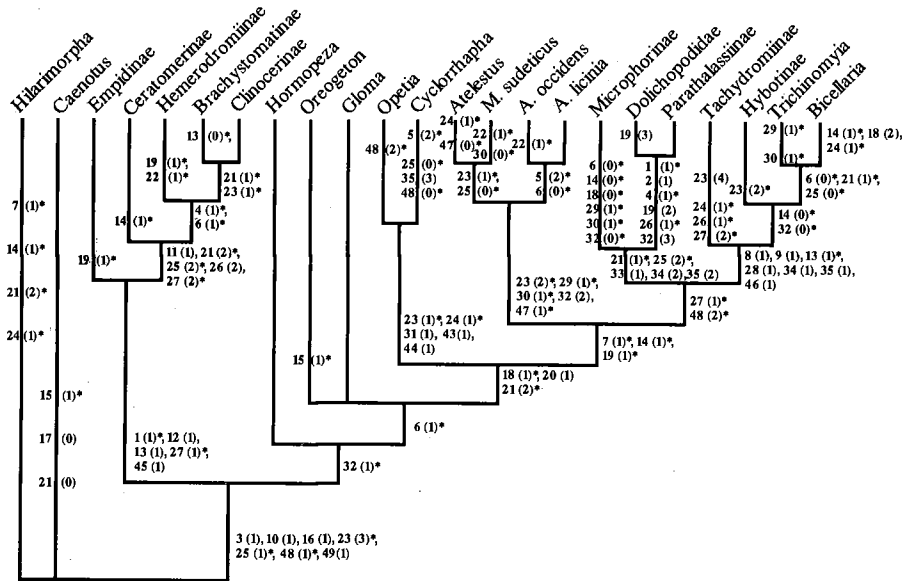 Hilarimorpha
Caenotus
Empidinae
Ceratomerinae
Hemerodromiinae
Brachystomatinae
Clinocerinae
Hormopeza
Oreogeton
Gloma
Opetia
Cyclorrhapha
Atelestus
M. sudeticus
A. occidens
A. licinia
Microphorinae
Dolichopodidae
Parathalassiinae
Tachydromiinae
Hybotinae
Trichinomyia
Bicellaria
7 (1)*
14 (1)*
21 (2)*
24 (1)*
15 (1)*
17 (0)
21 (0)
19 (1)*
14 (1)*
19 (1)*,
22 (1)*
13 (0)*
21 (1)*
23 (1)*
4 (1)*,
6 (1)*
11 (1), 21 (2)*,
25 (2)*, 26 (2),
27 (2)*
1 (1)*, 12 (1),
13 (1), 27 (1)*,
45 (1)
15 (1)*
48 (2)*
5 (2)*
25 (0)
35 (3)
48 (0)*
24 (1)*
47 (0)*
22 (1)*
30 (0)*
23 (1)*
25 (0)
22 (1)*
5 (2)*
6 (0)*
6 (0)*
14 (0)*
18 (0)*
29 (1)*
30 (1)*
32 (0)*
19 (3)
1 (1)*
2 (1)
4 (1)*
19 (2)
26 (1)*
32 (3)
23 (4)
24 (1)*
26 (1)*
27 (2)*
23 (2)*
29 (1)*
30 (1)*
14 (1)*, 18 (2),
24 (1)*
6 (0)*, 21 (1)*,
25 (0)*
14 (0)*
32 (0)*
21 (1)*, 25 (2)*,
33 (1), 34 (2), 35 (2)
8 (1), 9 (1), 13 (1)*,
28 (1), 34 (1), 35 (1),
46 (1)
23 (2)*, 29 (1)*,
30 (1)*, 32 (2),
47 (1)*
27 (1)*
48 (2)*
23 (1)*, 24 (1)*
31 (1), 43(1),
44 (1)
7 (1)*, 14 (1)*,
19 (1)*
18 (1)*, 20 (1)
21 (2)*
6 (1)*
32 (1)*
3 (1), 10 (1), 16 (1), 23 (3)*,
25 (1)*, 48 (1)*, 49(1)